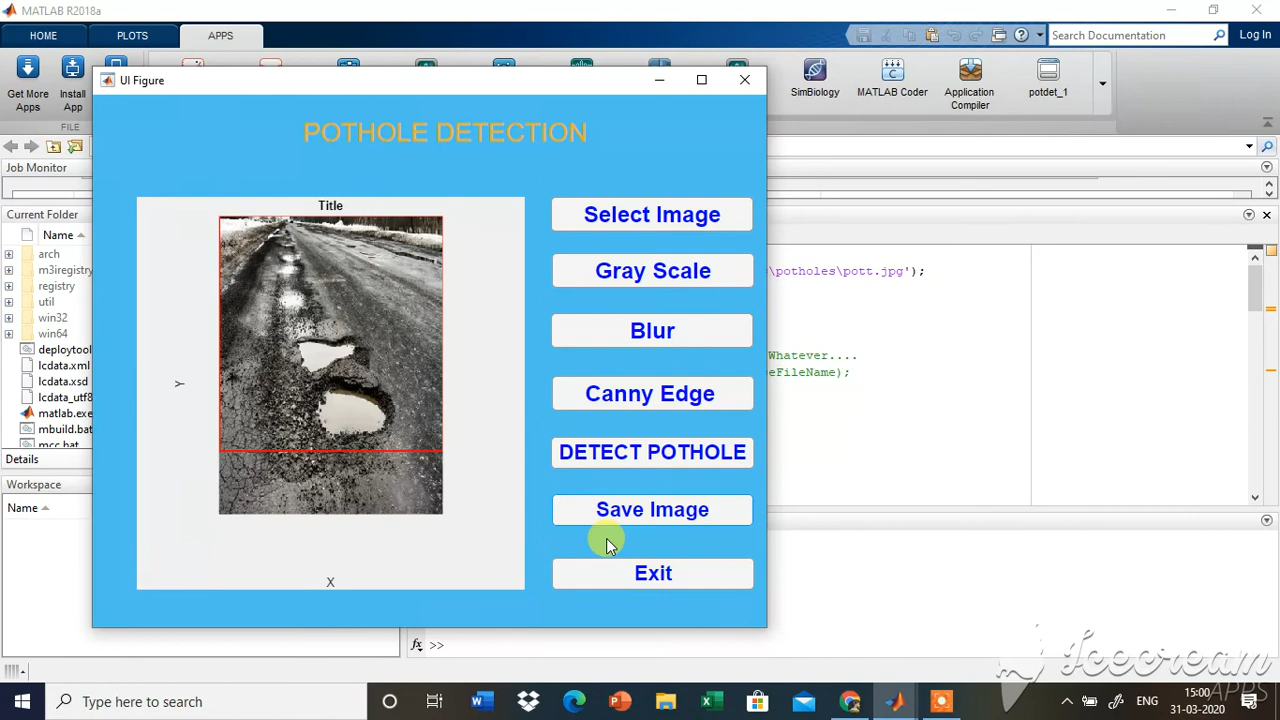 MATLAB R2018a
HOME
PLOTS
APPS
Search Documentation
Log In
Get More
Apps
Install
App
SimBiology
MATLAB Coder
Application
Compiler
potdet_1
FILE
UI Figure
POTHOLE DETECTION
Job Monitor
Current Folder
Name
arch
m3iregistry
registry
util
win32
win64
deploytool
lcdata.xml
lcdata.xsd
lcdata_utf8
matlab.exe
mbuild.bat
mcc.bat
Details
Workspace
Name
Title
Y
X
Select Image
Gray Scale
Blur
Canny Edge
DETECT POTHOLE
Save Image
Exit
\potholes\pott.jpg');
Whatever....
eFileName);
fx >>
Icecream
APPS
Type here to search
ENG
15:00
31-03-2020